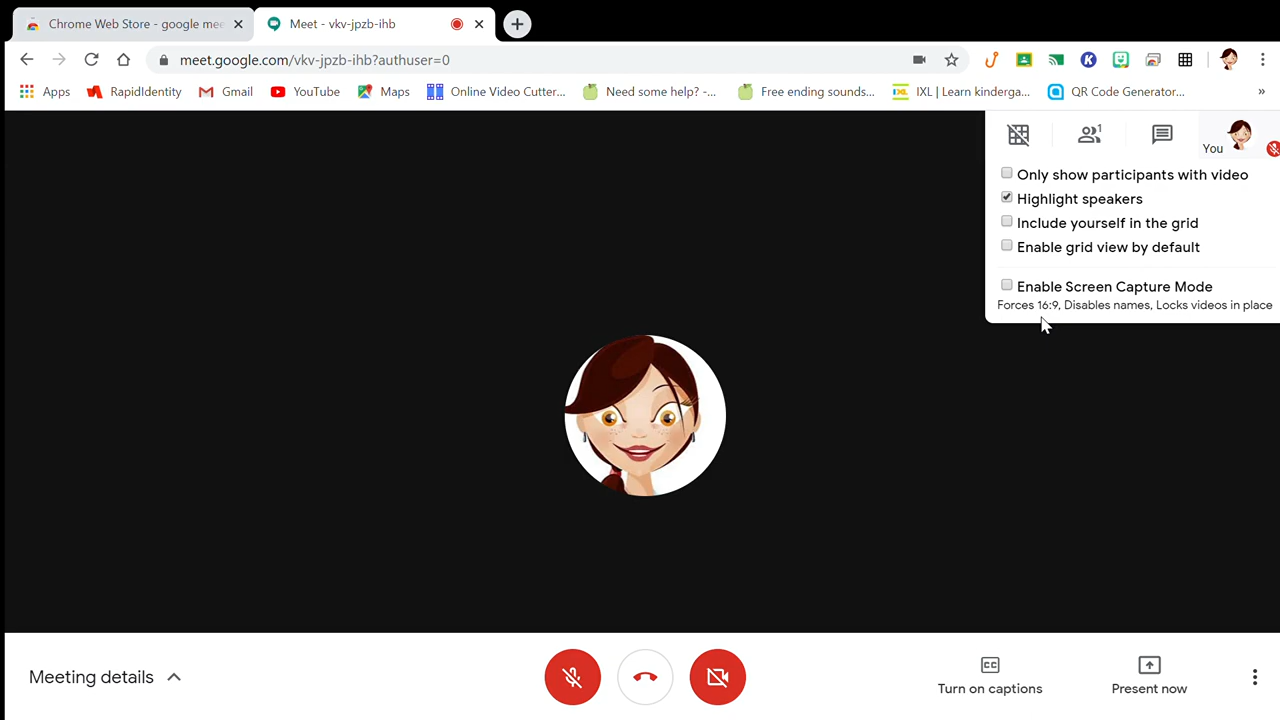 Chrome Web Store - google mee
Meet - vkv-jpzb-ihb
meet.google.com/vkv-jpzb-ihb?authuser=0
Apps RapidIdentity Gmail YouTube Maps Online Video Cutter... Need some help? -... Free ending sounds... IXL | Learn kinderga... QR Code Generator... »
1
You
Only show participants with video
Highlight speakers
Include yourself in the grid
Enable grid view by default
Enable Screen Capture Mode
Forces 16:9, Disables names, Locks videos in place
Meeting details
CC
Turn on captions
Present now